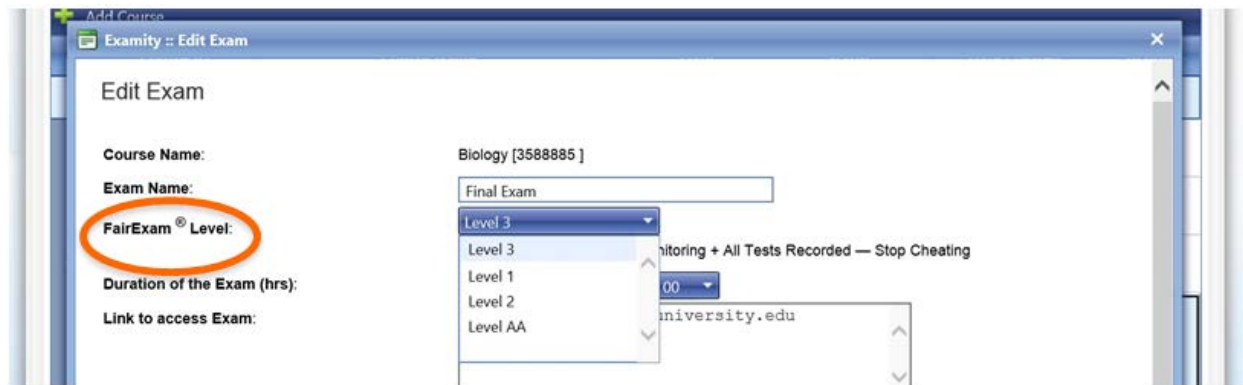 Add Course
Examity :: Edit Exam
Edit Exam
Course Name: Biology [3588885 ]
Exam Name: Final Exam
FairExam ® Level: Level 3
Level 3
nitoring + All Tests Recorded — Stop Cheating
Level 1
Duration of the Exam (hrs): 00
Level 2
Link to access Exam: university.edu
Level AA